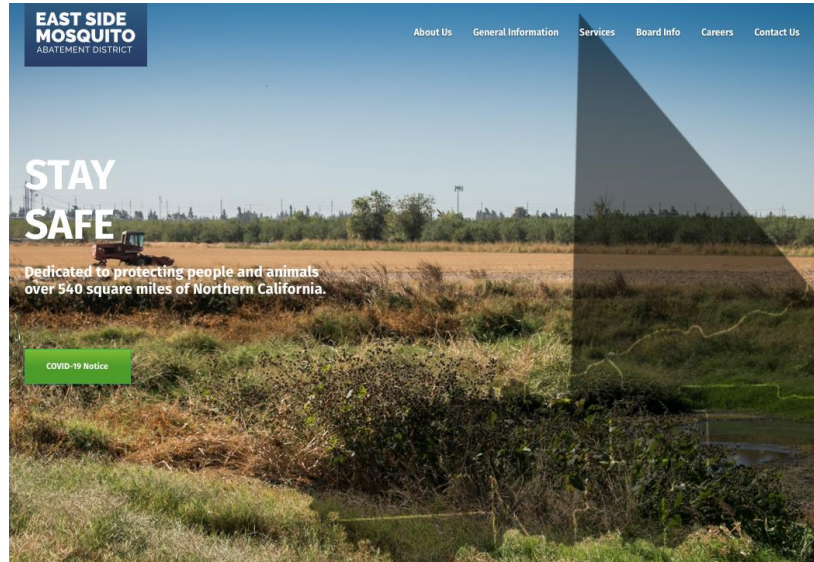 EAST SIDE
MOSQUITO
ABATEMENT DISTRICT
About Us General Information Services Board Info Careers Contact Us
STAY
SAFE
Dedicated to protecting people and animals
over 540 square miles of Northern California.
COVID-19 Notice